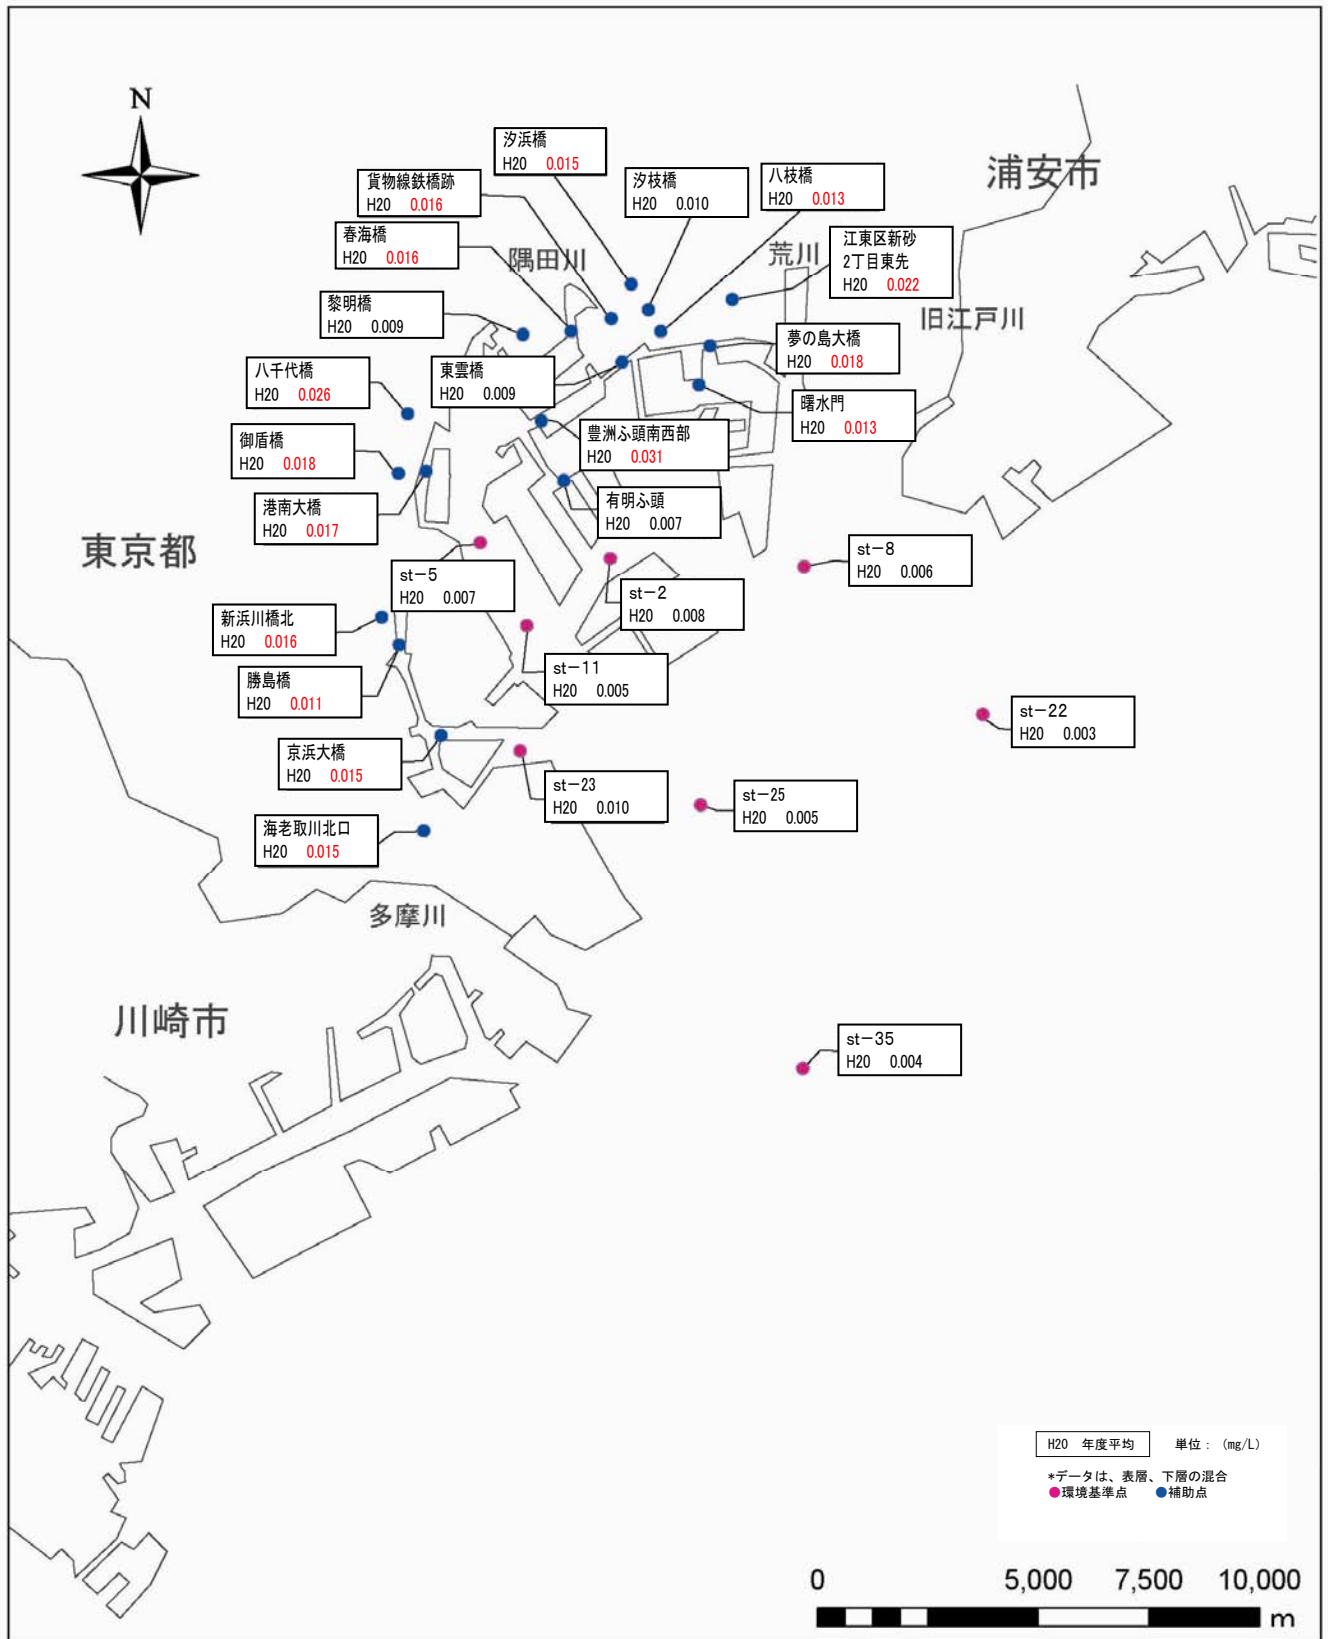 N
汐浜橋
H20 0.015
貨物線鉄橋跡
H20 0.016
汐枝橋
H20 0.010
八枝橋
H20 0.013
浦安市
春海橋
H20 0.016
隅田川
荒川
江東区新砂
2丁目東先
H20 0.022
黎明橋
H20 0.009
旧江戸川
夢の島大橋
H20 0.018
八千代橋
H20 0.026
東雲橋
H20 0.009
曙水門
H20 0.013
御盾橋
H20 0.018
豊洲ふ頭南西部
H20 0.031
港南大橋
H20 0.017
有明ふ頭
H20 0.007
東京都
st-5
H20 0.007
st-8
H20 0.006
st-2
H20 0.008
新浜川橋北
H20 0.016
st-11
H20 0.005
勝島橋
H20 0.011
st-22
H20 0.003
京浜大橋
H20 0.015
st-23
H20 0.010
st-25
H20 0.005
海老取川北口
H20 0.015
多摩川
川崎市
st-35
H20 0.004
H20 年度平均 単位：(mg/L)
*データは、表層、下層の混合
●環境基準点 ●補助点
0 5,000 7,500 10,000
m